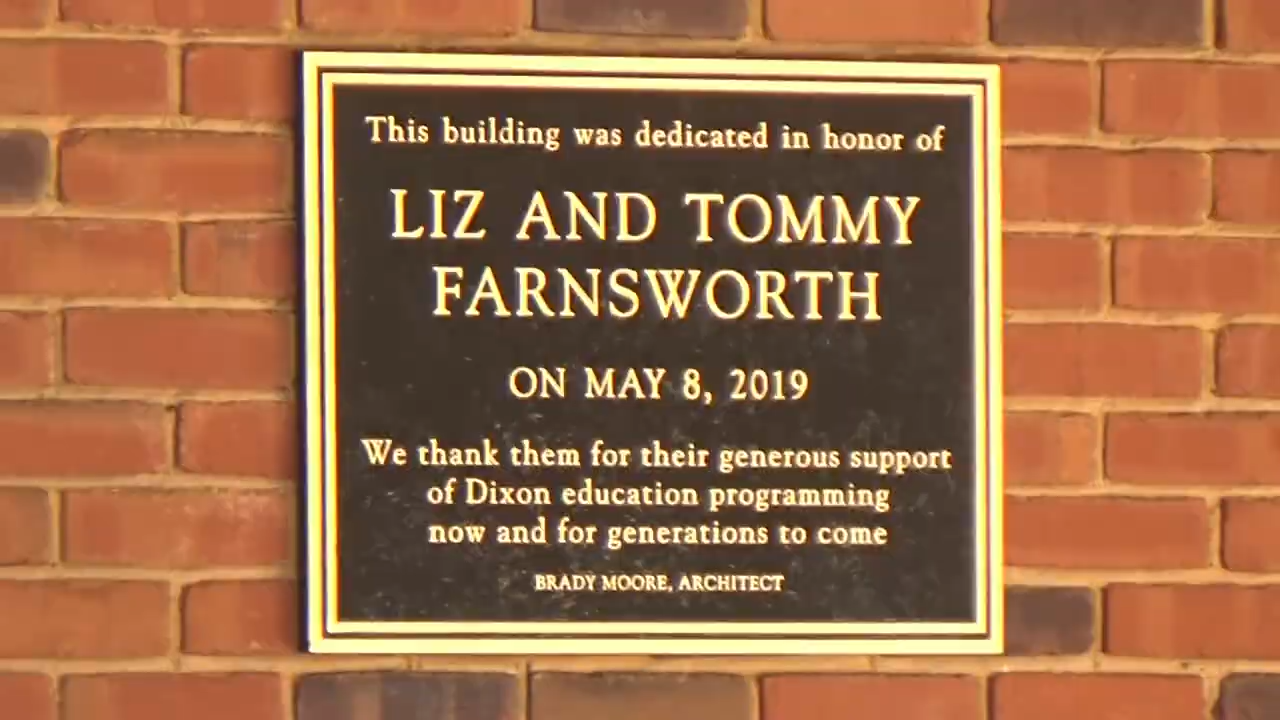 This building was dedicated in honor of
LIZ AND TOMMY
FARNSWORTH
ON MAY 8, 2019
We thank them for their generous support
of Dixon education programming
now and for generations to come
BRADY MOORE, ARCHITECT